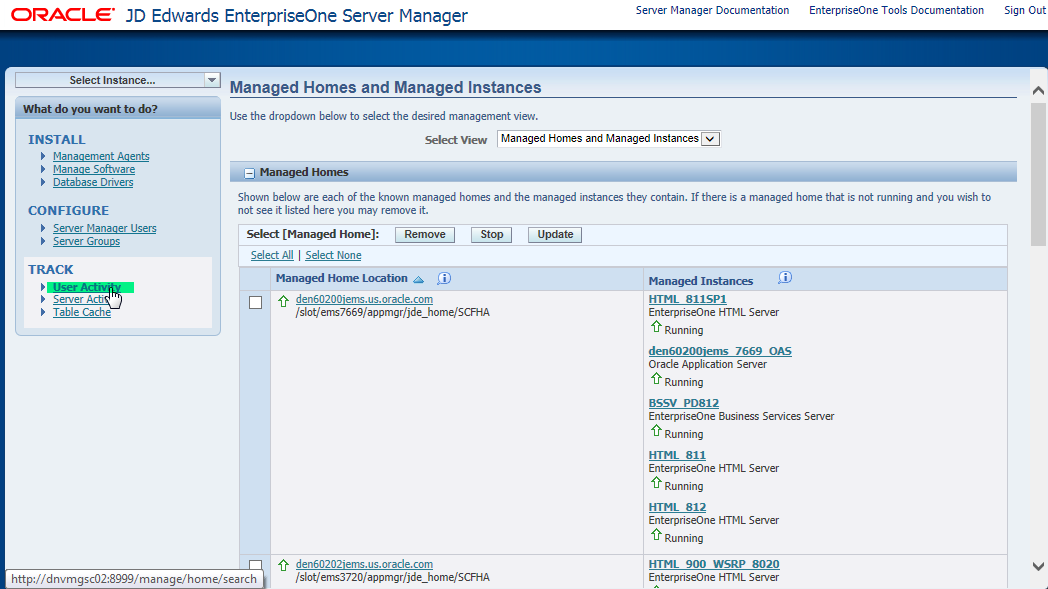 ORACLE JD Edwards EnterpriseOne Server Manager
Server Manager Documentation EnterpriseOne Tools Documentation Sign Out
Select Instance...
What do you want to do?
INSTALL
Management Agents
Manage Software
Database Drivers
CONFIGURE
Server Manager Users
Server Groups
TRACK
User Activity
Server Acti
Table Cache
Managed Homes and Managed Instances
Use the dropdown below to select the desired management view.
Select View Managed Homes and Managed Instances
Managed Homes
Shown below are each of the known managed homes and the managed instances they contain. If there is a managed home that is not running and you wish to
not see it listed here you may remove it.
Select [Managed Home]: Remove Stop Update
Select All | Select None
Managed Home Location Managed Instances
den60200jems.us.oracle.com
/slot/ems7669/appmgr/jde_home/SCFHA
HTML_811SP1
EnterpriseOne HTML Server
Running
den60200jems_7669_OAS
Oracle Application Server
Running
BSSV_PD812
EnterpriseOne Business Services Server
Running
HTML_811
EnterpriseOne HTML Server
Running
HTML_812
EnterpriseOne HTML Server
Running
den60202jems.us.oracle.com
/slot/ems3720/appmgr/jde_home/SCFHA
HTML_900_WSRP_8020
EnterpriseOne HTML Server
http://dnvmgsc02:8999/manage/home/search